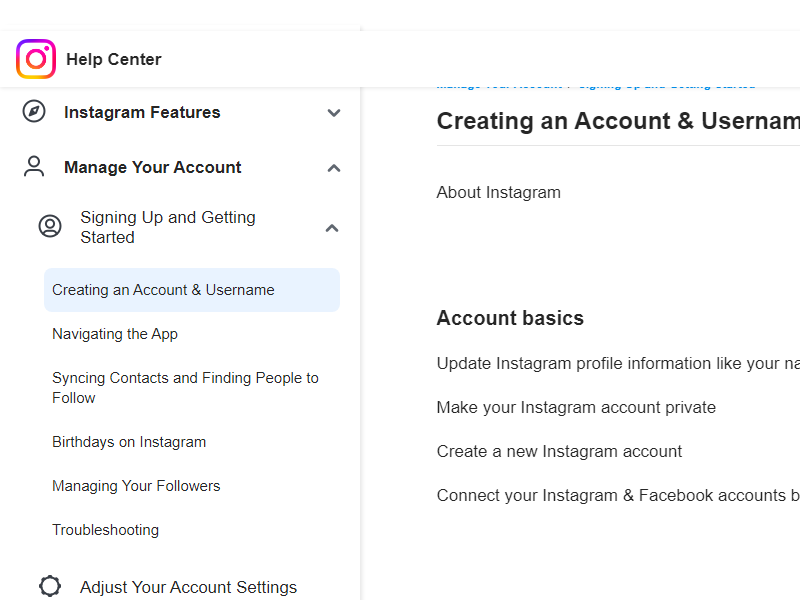 Help Center
Instagram Features
Manage Your Account
Signing Up and Getting
Started
Creating an Account & Username
Navigating the App
Syncing Contacts and Finding People to
Follow
Birthdays on Instagram
Managing Your Followers
Troubleshooting
Adjust Your Account Settings
Creating an Account & Usernam
About Instagram
Account basics
Update Instagram profile information like your na
Make your Instagram account private
Create a new Instagram account
Connect your Instagram & Facebook accounts b